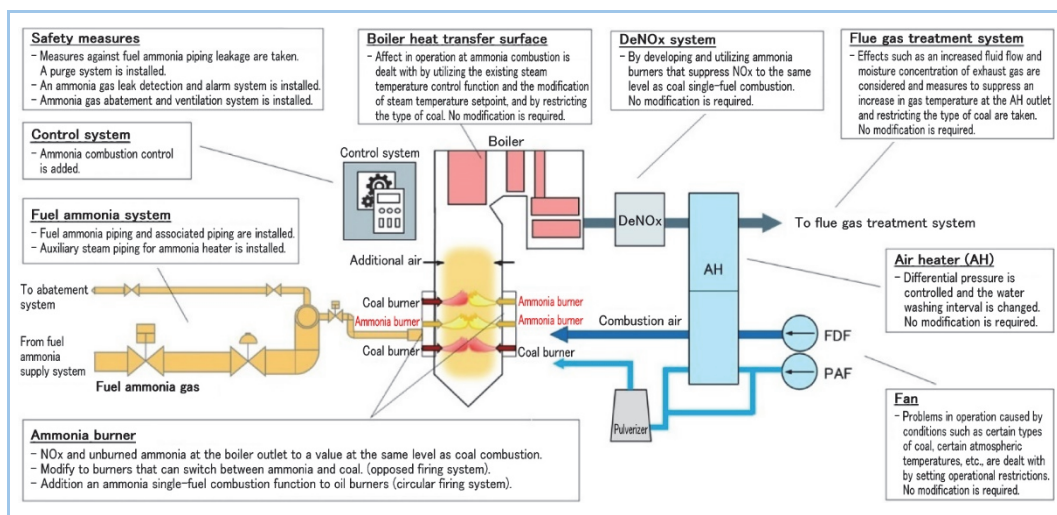 Safety measures
- Measures against fuel ammonia piping leakage are taken.
A purge system is installed.
- An ammonia gas leak detection and alarm system is installed.
- Ammonia gas abatement and ventilation system is installed.
Boiler heat transfer surface
- Affect in operation at ammonia combustion is
dealt with by utilizing the existing steam
temperature control function and the modification
of steam temperature setpoint, and by restricting
the type of coal. No modification is required.
DeNOx system
- By developing and utilizing ammonia
burners that suppress NOx to the same
level as coal single-fuel combustion.
No modification is required.
Flue gas treatment system
- Effects such as an increased fluid flow and
moisture concentration of exhaust gas are
considered and measures to suppress an
increase in gas temperature at the AH outlet
and restricting the type of coal are taken.
No modification is required.
Control system
- Ammonia combustion control
is added.
Control system
Boiler
Fuel ammonia system
- Fuel ammonia piping and associated piping are installed.
- Auxiliary steam piping for ammonia heater is installed.
DeNOx
To flue gas treatment system
Additional air
AH
Air heater (AH)
- Differential pressure is
controlled and the water
washing interval is changed.
No modification is required.
To abatement
system
Coal burner
Ammonia burner
Ammonia burner
Ammonia burner
Coal burner
Coal burner
Combustion air
FDF
PAF
From fuel
ammonia
supply system
Fuel ammonia gas
Pulverizer
Fan
- Problems in operation caused by
conditions such as certain types
of coal, certain atmospheric
temperatures, etc., are dealt with
by setting operational restrictions.
No modification is required.
Ammonia burner
- NOx and unburned ammonia at the boiler outlet to a value at the same level as coal combustion.
- Modify to burners that can switch between ammonia and coal. (opposed firing system).
- Addition an ammonia single-fuel combustion function to oil burners (circular firing system).